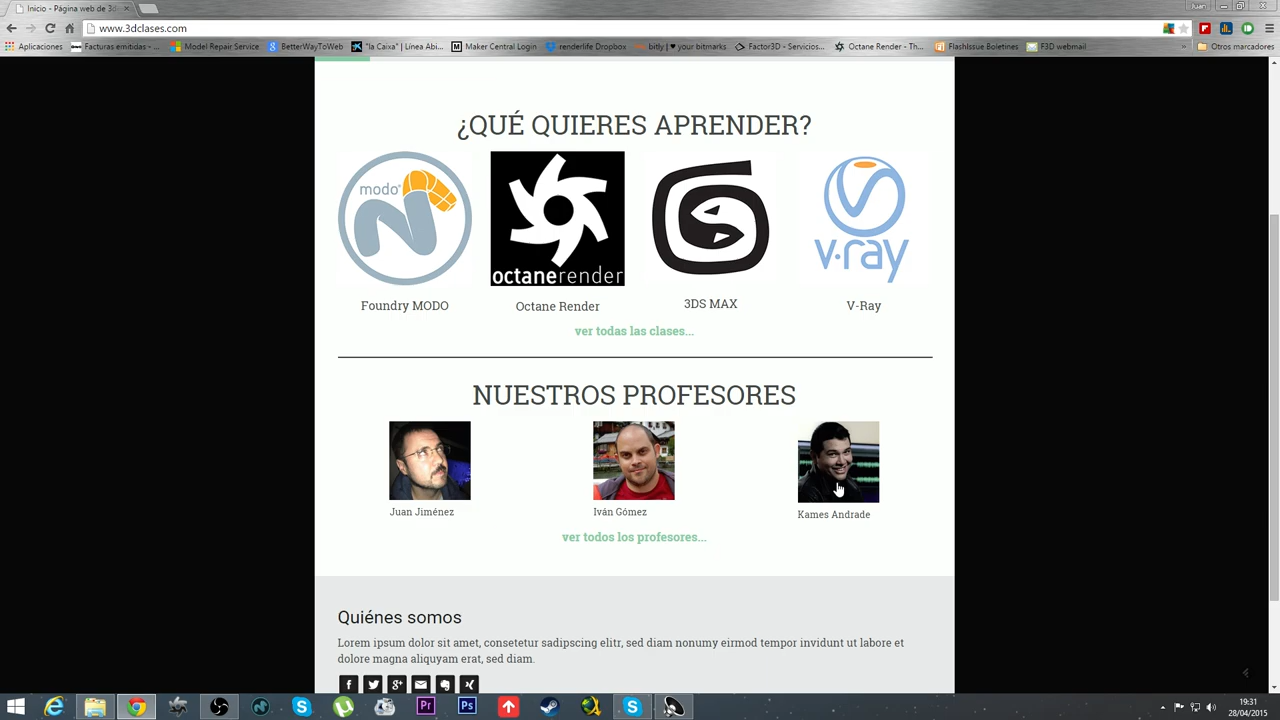 Inicio - Página web de 3d
Juan
www.3dclases.com
Aplicaciones
Facturas emitidas - ...
Model Repair Service
BetterWayToWeb
"la Caixa" | Línea Abi...
Maker Central Login
renderlife Dropbox
bitly | ♥ your bitmarks
Factor3D - Servicios...
Octane Render - Th...
FlashIssue Boletines
F3D webmail
»
Otros marcadores
¿QUÉ QUIERES APRENDER?
modo
octanerender
v·ray
Foundry MODO
Octane Render
3DS MAX
V-Ray
ver todas las clases...
NUESTROS PROFESORES
Juan Jiménez
Iván Gómez
Kames Andrade
ver todos los profesores...
Quiénes somos
Lorem ipsum dolor sit amet, consetetur sadipscing elitr, sed diam nonumy eirmod tempor invidunt ut labore et
dolore magna aliquyam erat, sed diam.
Pr
Ps
19:31
28/04/2015